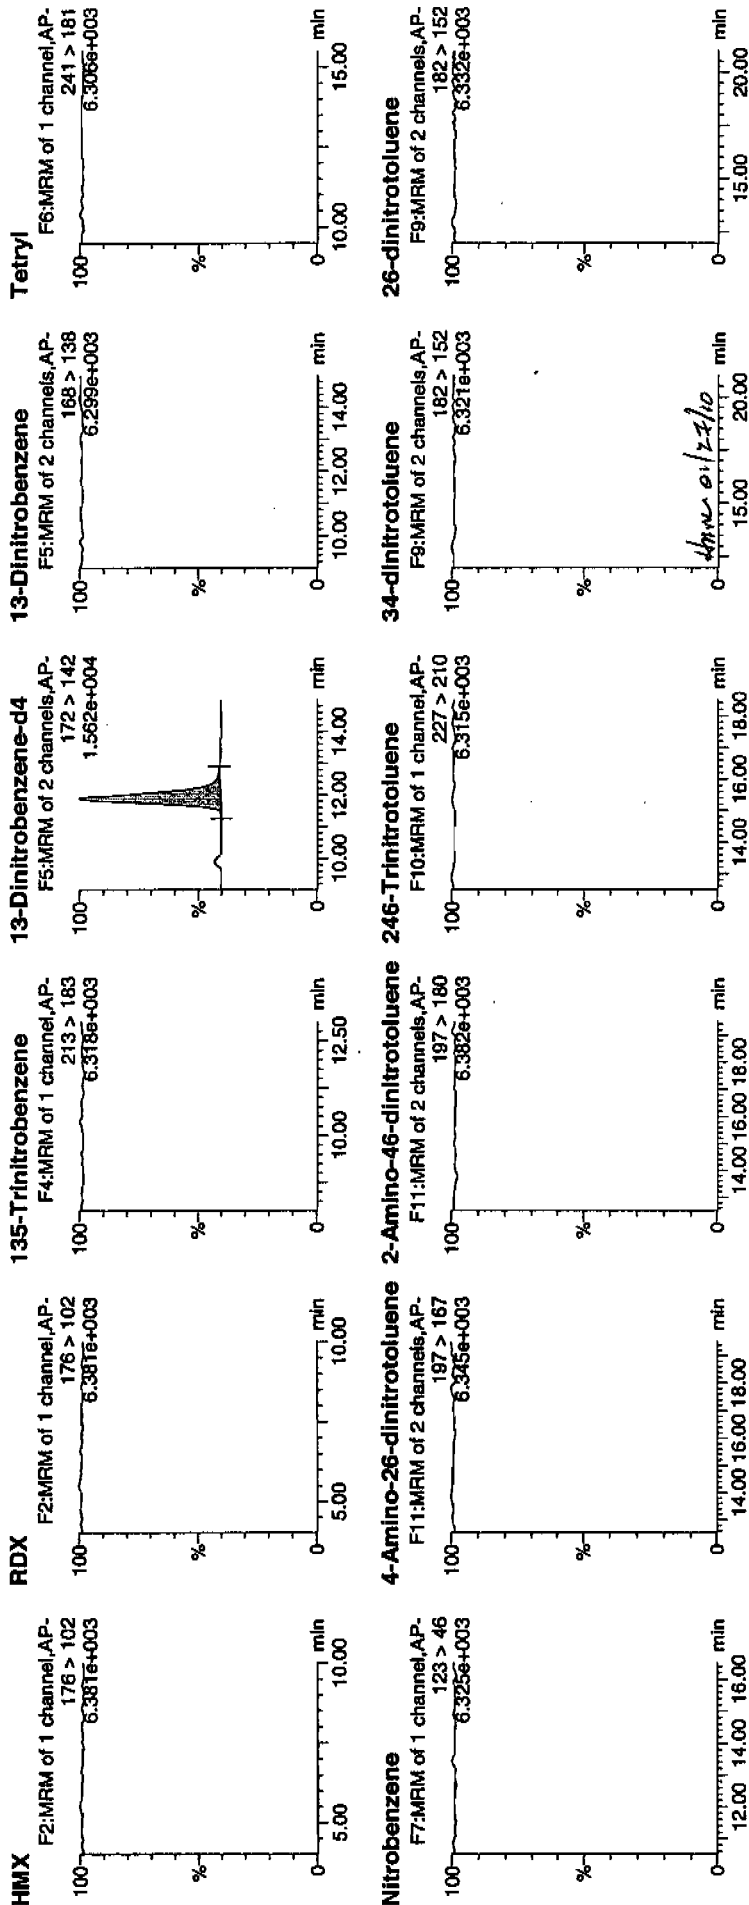 HMX
F2:MRM of 1 channel,AP-
176 > 102
6.381e+003
100
%
0
5.00 10.00 min
RDX
F2:MRM of 1 channel,AP-
176 > 102
6.381e+003
100
%
0
5.00 10.00 min
135-Trinitrobenzene
F4:MRM of 1 channel,AP-
213 > 183
6.318e+003
100
%
0
10.00 12.50 min
13-Dinitrobenzene-d4
F5:MRM of 2 channels,AP-
172 > 142
1.562e+004
100
%
0
10.00 12.00 14.00 min
13-Dinitrobenzene
F5:MRM of 2 channels,AP-
168 > 138
6.299e+003
100
%
0
10.00 12.00 14.00 min
Tetryl
F6:MRM of 1 channel,AP-
241 > 181
6.306e+003
100
%
0
10.00 15.00 min
Nitrobenzene
F7:MRM of 1 channel,AP-
123 > 46
6.325e+003
100
%
0
12.00 14.00 16.00 min
4-Amino-26-dinitrotoluene
F11:MRM of 2 channels,AP-
197 > 167
6.345e+003
100
%
0
14.00 16.00 18.00 min
2-Amino-46-dinitrotoluene
F11:MRM of 2 channels,AP-
197 > 180
6.382e+003
100
%
0
14.00 16.00 18.00 min
246-Trinitrotoluene
F10:MRM of 1 channel,AP-
227 > 210
6.315e+003
100
%
0
14.00 16.00 18.00 min
34-dinitrotoluene
F9:MRM of 2 channels,AP-
182 > 152
6.321e+003
100
%
0
15.00 20.00 min
01/27/10
26-dinitrotoluene
F9:MRM of 2 channels,AP-
182 > 152
6.332e+003
100
%
0
15.00 20.00 min